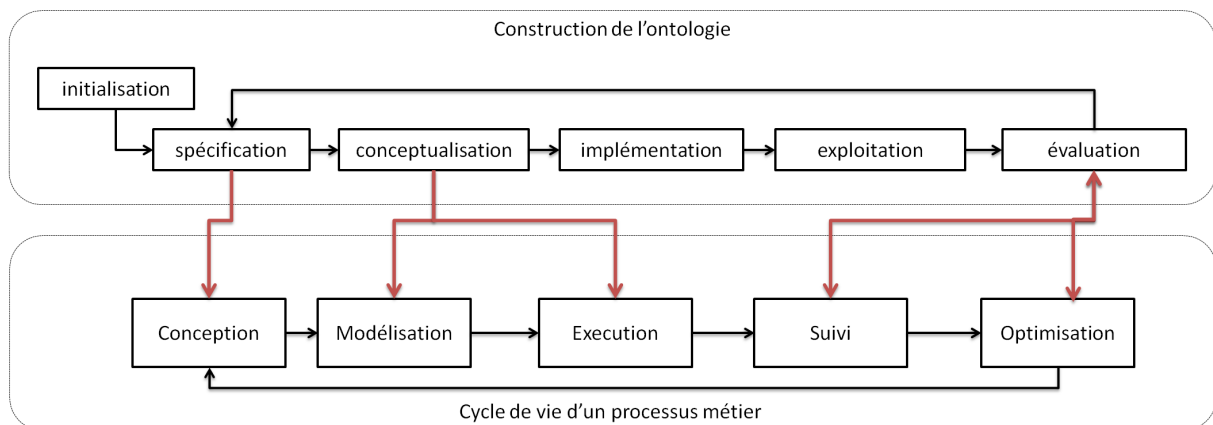 Construction de l'ontologie
initialisation
spécification
conceptualisation
implémentation
exploitation
évaluation
Conception
Modélisation
Execution
Suivi
Optimisation
Cycle de vie d'un processus métier